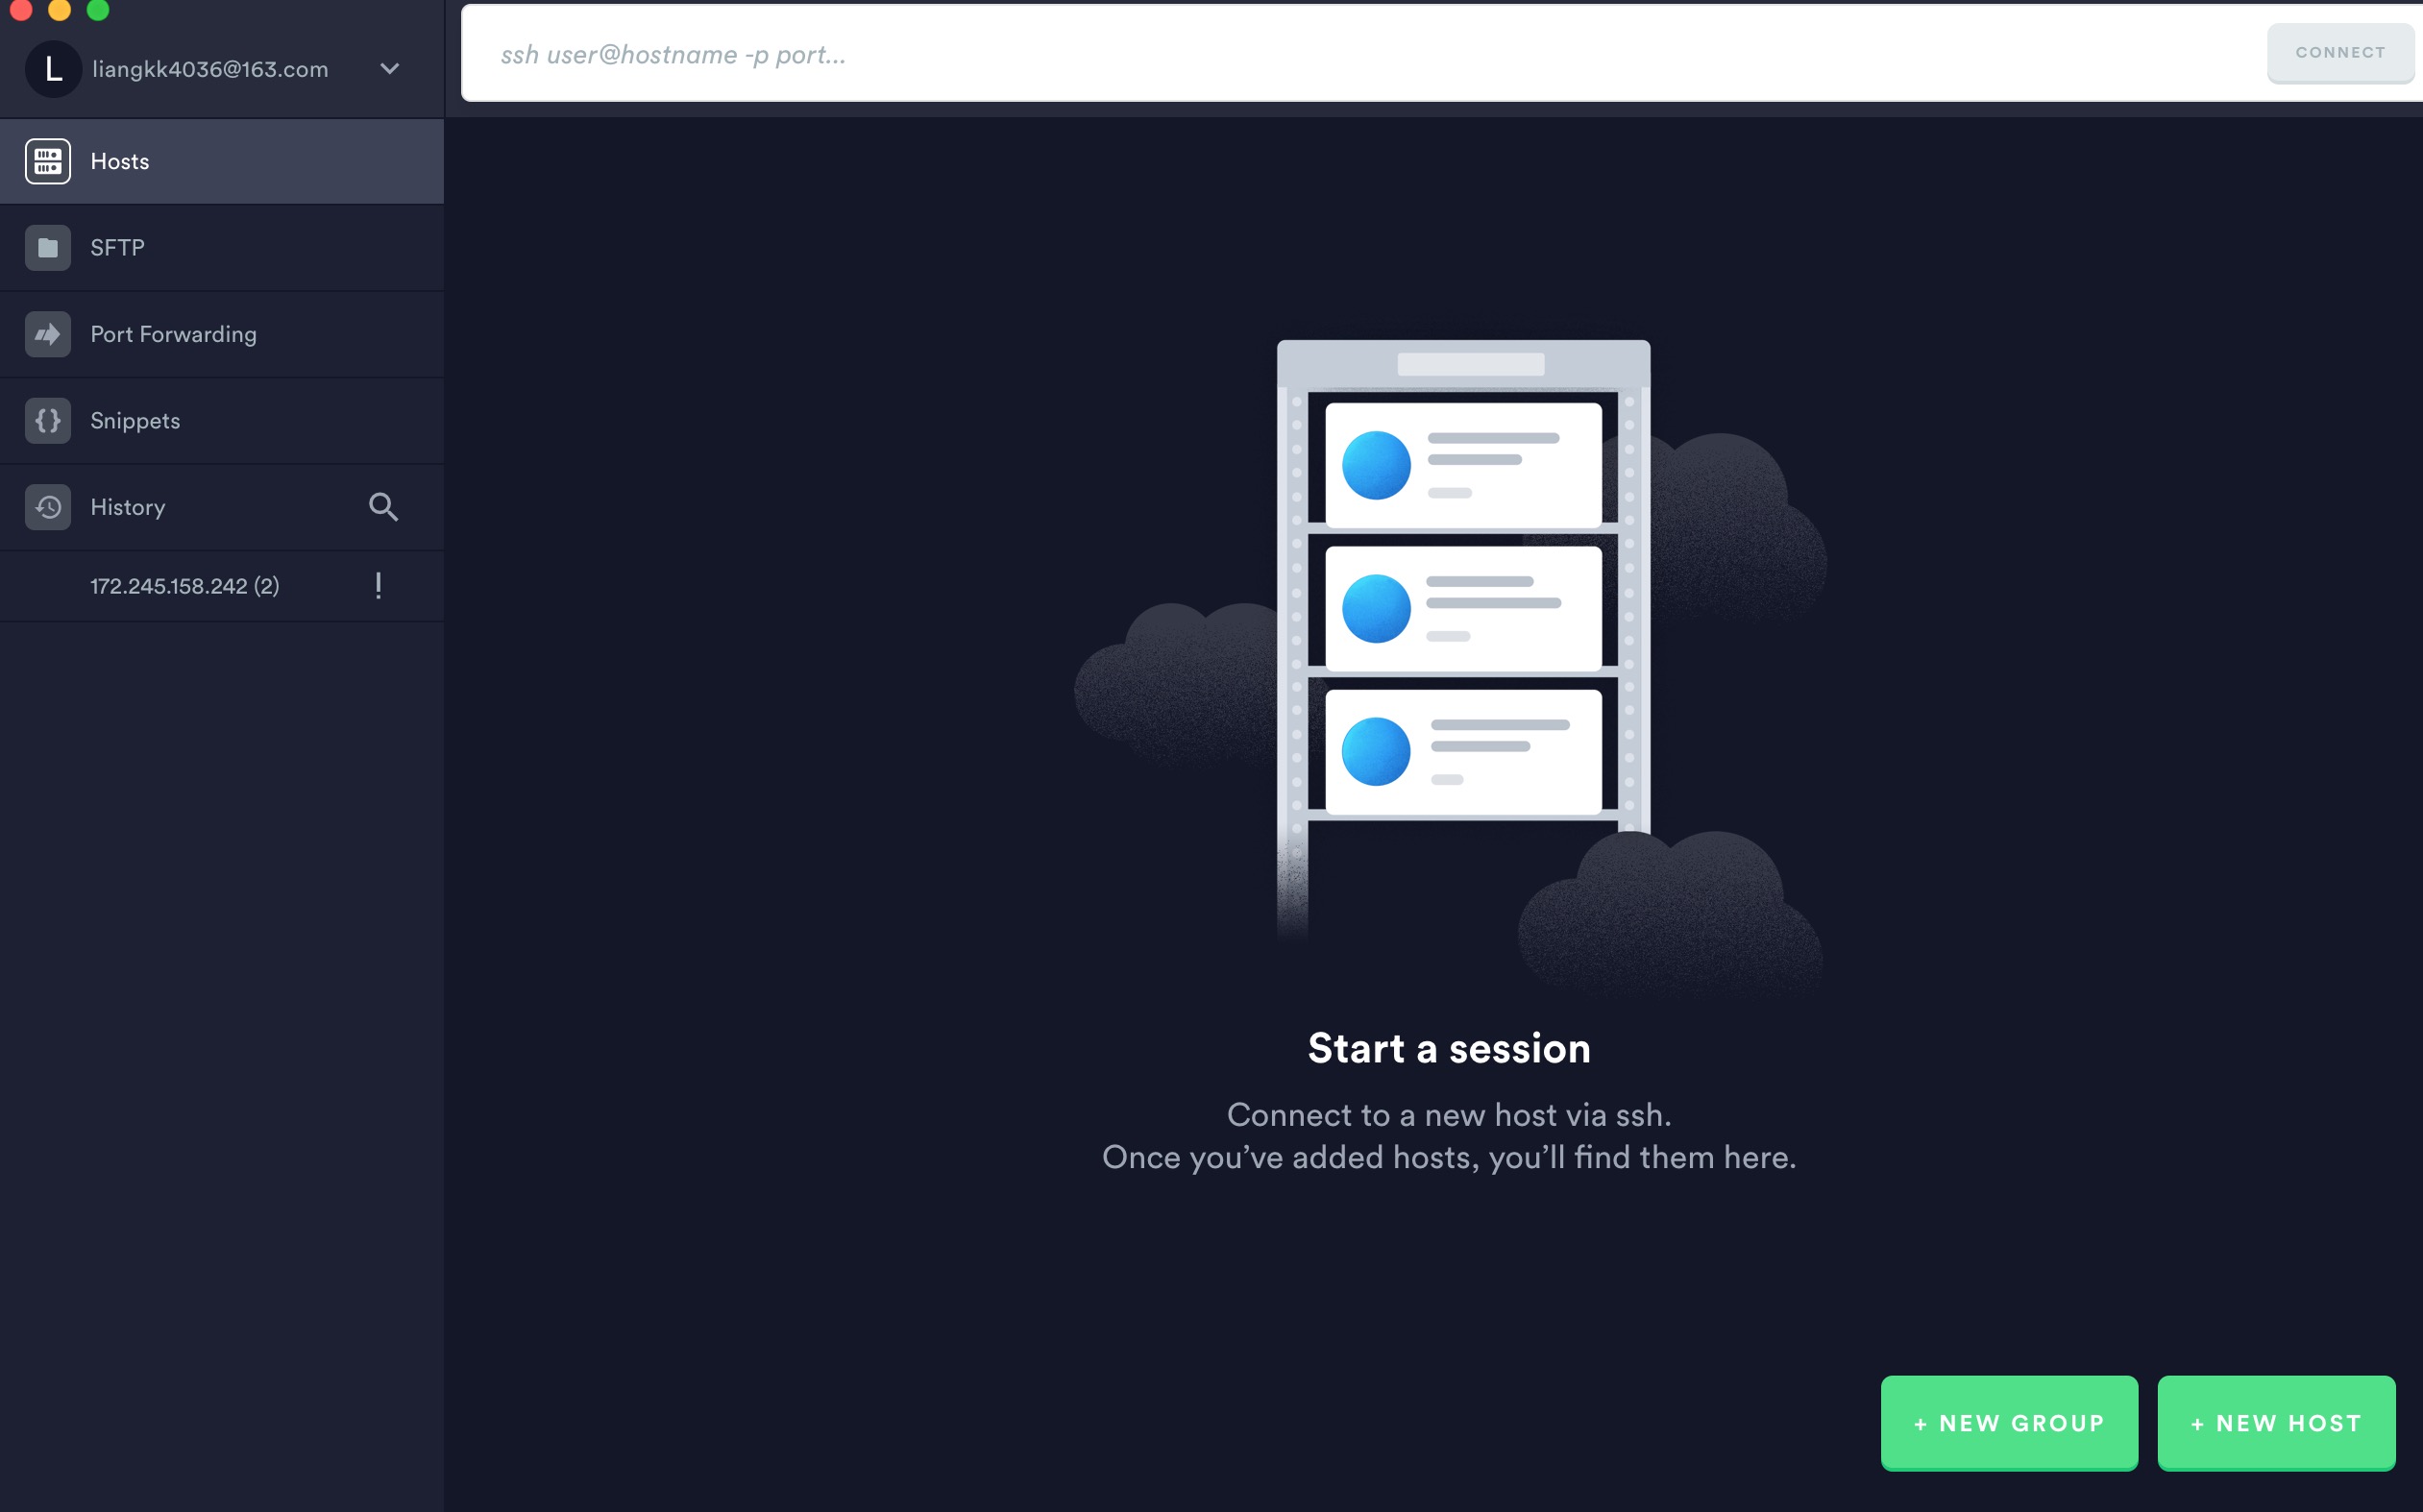 L
liangkk4036@163.com
ssh user@hostname -p port...
CONNECT
Hosts
SFTP
Port Forwarding
Snippets
History
172.245.158.242 (2)
Start a session
Connect to a new host via ssh.
Once you’ve added hosts, you’ll find them here.
+ NEW GROUP
+ NEW HOST